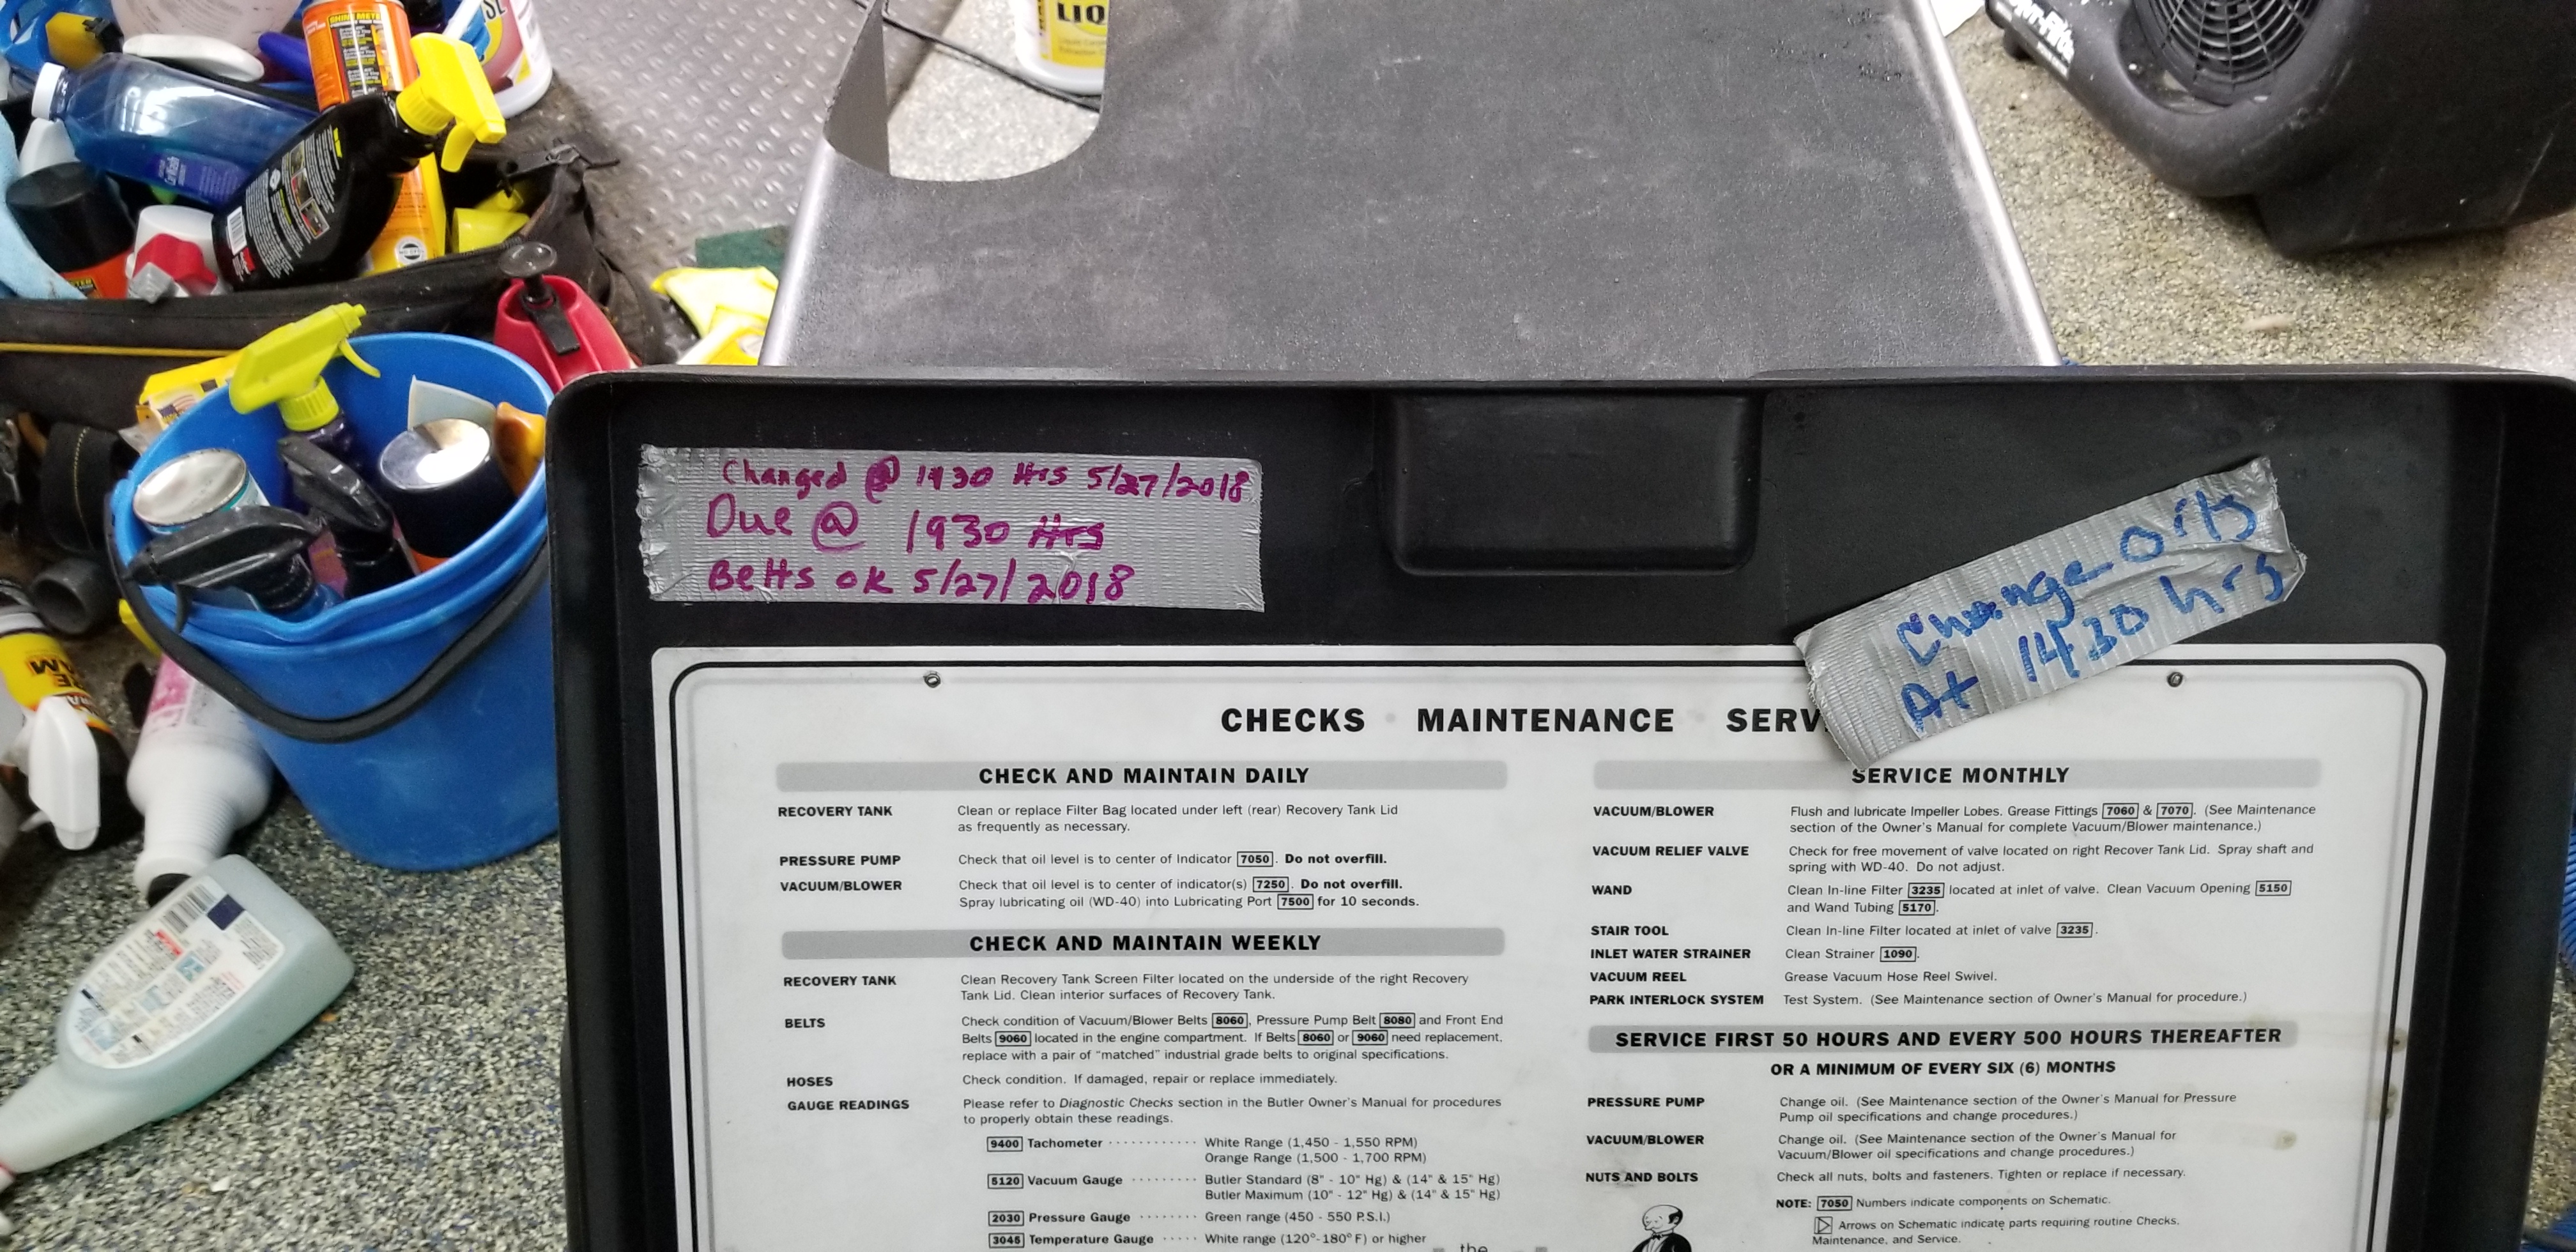 LIQ
Changed @ 1930 Hrs 5/27/2018
Due @ 1930 Hrs
Belts ok 5/27/2018
Change Oils
At 1430 hrs
CHECKS MAINTENANCE SERV
CHECK AND MAINTAIN DAILY
RECOVERY TANK Clean or replace Filter Bag located under left (rear) Recovery Tank Lid
as frequently as necessary.
PRESSURE PUMP Check that oil level is to center of Indicator 7050. Do not overfill.
VACUUM/BLOWER Check that oil level is to center of indicator(s) 7250. Do not overfill.
Spray lubricating oil (WD-40) into Lubricating Port 7500 for 10 seconds.
CHECK AND MAINTAIN WEEKLY
RECOVERY TANK Clean Recovery Tank Screen Filter located on the underside of the right Recovery
Tank Lid. Clean interior surfaces of Recovery Tank.
BELTS Check condition of Vacuum/Blower Belts 8060, Pressure Pump Belt 8080 and Front End
Belts 9060 located in the engine compartment. If Belts 8060 or 9060 need replacement,
replace with a pair of "matched" industrial grade belts to original specifications.
HOSES Check condition. If damaged, repair or replace immediately.
GAUGE READINGS Please refer to Diagnostic Checks section in the Butler Owner's Manual for procedures
to properly obtain these readings.
9400 Tachometer ············ White Range (1,450 - 1,550 RPM)
Orange Range (1,500 - 1,700 RPM)
5120 Vacuum Gauge ········· Butler Standard (8" - 10" Hg) & (14" & 15" Hg)
Butler Maximum (10" - 12" Hg) & (14" & 15" Hg)
2030 Pressure Gauge ········ Green range (450 - 550 P.S.I.)
3045 Temperature Gauge ····· White range (120°-180° F) or higher
the
SERVICE MONTHLY
VACUUM/BLOWER Flush and lubricate Impeller Lobes. Grease Fittings 7060 & 7070. (See Maintenance
section of the Owner's Manual for complete Vacuum/Blower maintenance.)
VACUUM RELIEF VALVE Check for free movement of valve located on right Recover Tank Lid. Spray shaft and
spring with WD-40. Do not adjust.
WAND Clean In-line Filter 3235 located at inlet of valve. Clean Vacuum Opening 5150
and Wand Tubing 5170.
STAIR TOOL Clean In-line Filter located at inlet of valve 3235.
INLET WATER STRAINER Clean Strainer 1090.
VACUUM REEL Grease Vacuum Hose Reel Swivel.
PARK INTERLOCK SYSTEM Test System. (See Maintenance section of Owner's Manual for procedure.)
SERVICE FIRST 50 HOURS AND EVERY 500 HOURS THEREAFTER
OR A MINIMUM OF EVERY SIX (6) MONTHS
PRESSURE PUMP Change oil. (See Maintenance section of the Owner's Manual for Pressure
Pump oil specifications and change procedures.)
VACUUM/BLOWER Change oil. (See Maintenance section of the Owner's Manual for
Vacuum/Blower oil specifications and change procedures.)
NUTS AND BOLTS Check all nuts, bolts and fasteners. Tighten or replace if necessary.
NOTE: 7050 Numbers indicate components on Schematic.
Arrows on Schematic indicate parts requiring routine Checks,
Maintenance, and Service.